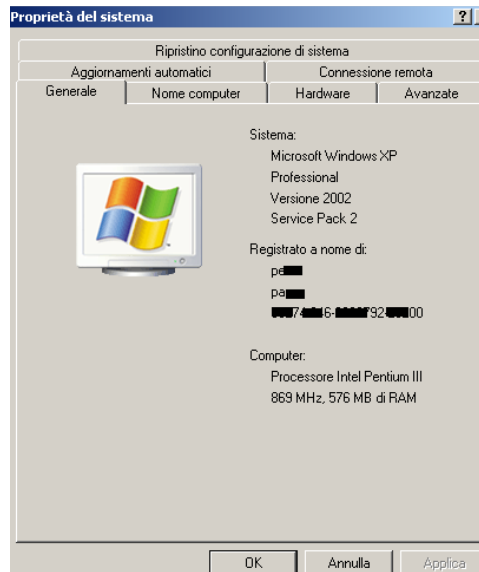 Proprietà del sistema
Ripristino configurazione di sistema
Aggiornamenti automatici
Connessione remota
Generale
Nome computer
Hardware
Avanzate
Sistema:
Microsoft Windows XP
Professional
Versione 2002
Service Pack 2
Registrato a nome di:
pe
pa
Computer:
Processore Intel Pentium III
869 MHz, 576 MB di RAM
OK
Annulla
Applica